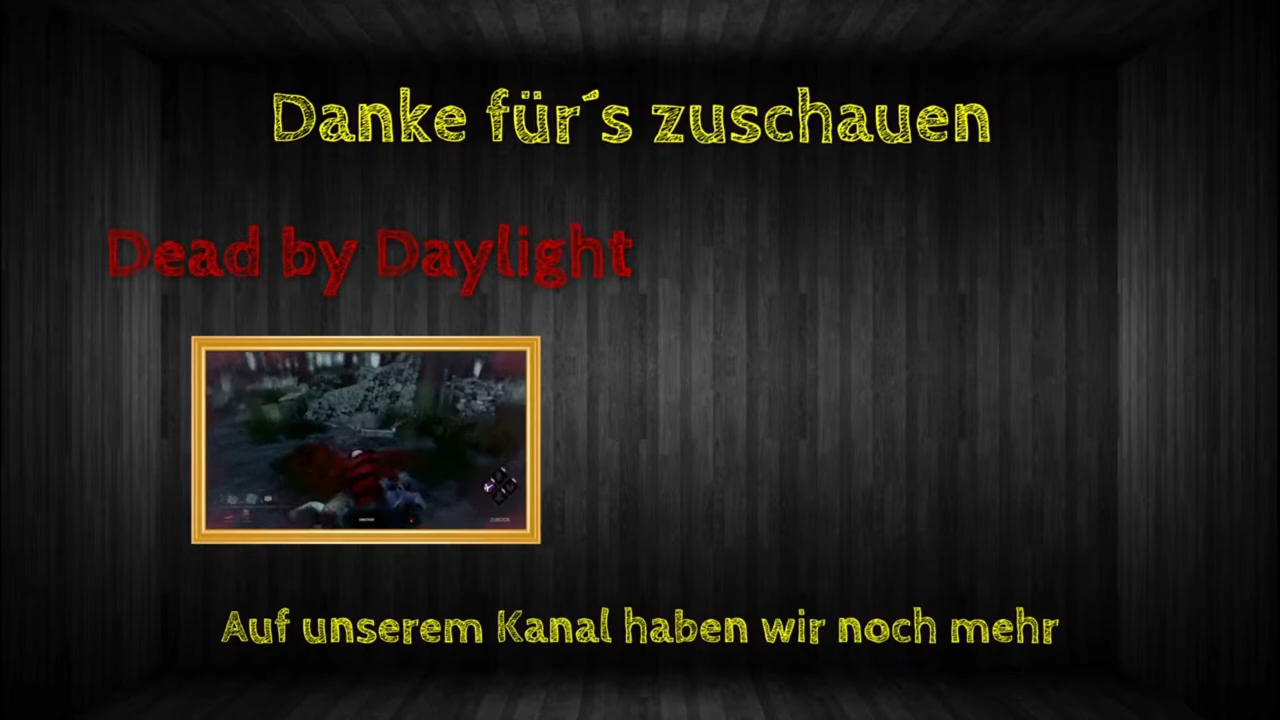 Danke für´s zuschauen
Dead by Daylight
Auf unserem Kanal haben wir noch mehr